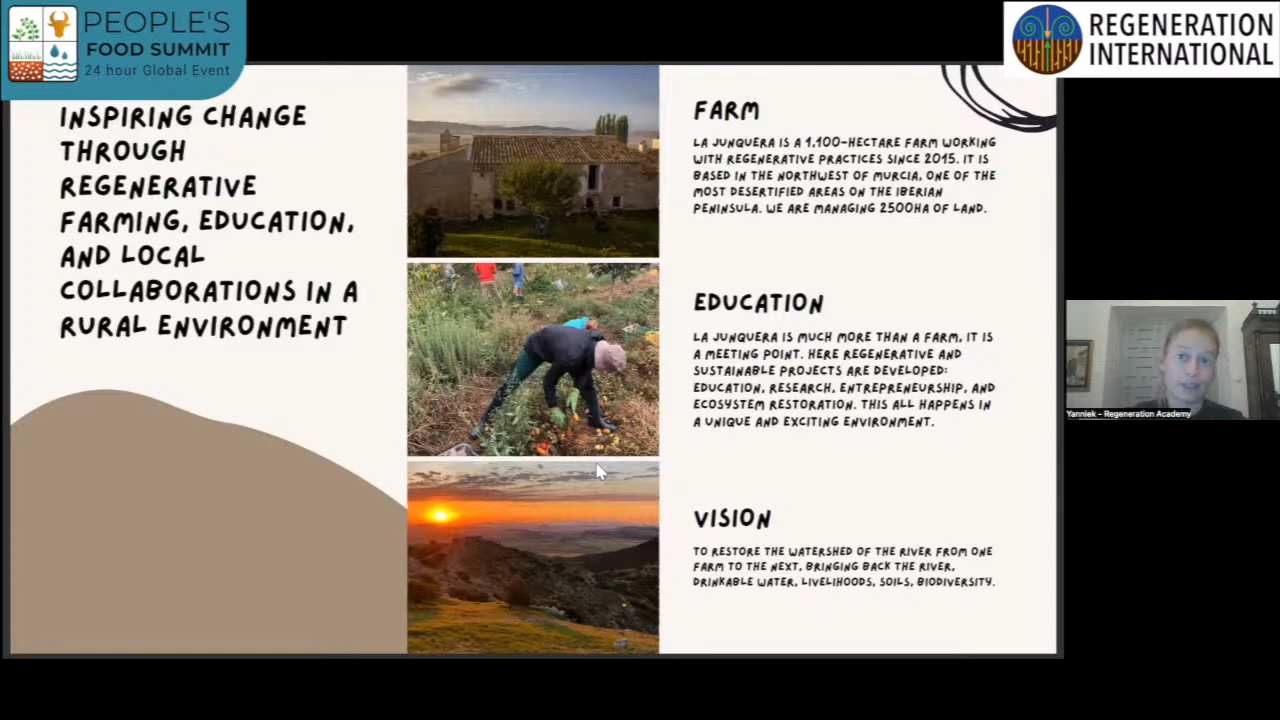 PEOPLE'S
FOOD SUMMIT
24 hour Global Event
REGENERATION
INTERNATIONAL
INSPIRING CHANGE
THROUGH
REGENERATIVE
FARMING, EDUCATION,
AND LOCAL
COLLABORATIONS IN A
RURAL ENVIRONMENT
FARM
LA JUNQUERA IS A 1,100-HECTARE FARM WORKING
WITH REGENERATIVE PRACTICES SINCE 2015. IT IS
BASED IN THE NORTHWEST OF MURCIA, ONE OF THE
MOST DESERTIFIED AREAS ON THE IBERIAN
PENINSULA. WE ARE MANAGING 2500HA OF LAND.
EDUCATION
LA JUNQUERA IS MUCH MORE THAN A FARM, IT IS
A MEETING POINT. HERE REGENERATIVE AND
SUSTAINABLE PROJECTS ARE DEVELOPED:
EDUCATION, RESEARCH, ENTREPRENEURSHIP, AND
ECOSYSTEM RESTORATION. THIS ALL HAPPENS IN
A UNIQUE AND EXCITING ENVIRONMENT.
VISION
TO RESTORE THE WATERSHED OF THE RIVER FROM ONE
FARM TO THE NEXT, BRINGING BACK THE RIVER,
DRINKABLE WATER, LIVELIHOODS, SOILS, BIODIVERSITY.
Yanniek - Regeneration Academy